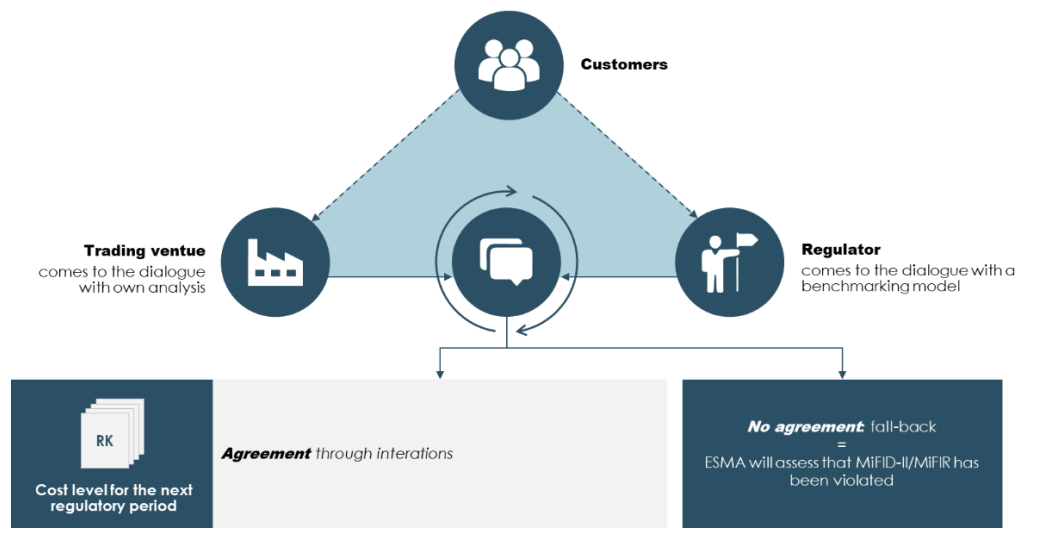 Customers
Trading ventue
comes to the dialogue
with own analysis
Regulator
comes to the dialogue with a
benchmarking model
RK
Cost level for the next
regulatory period
Agreement through interations
No agreement: fall-back
=
ESMA will assess that MiFID-II/MiFIR has
been violated